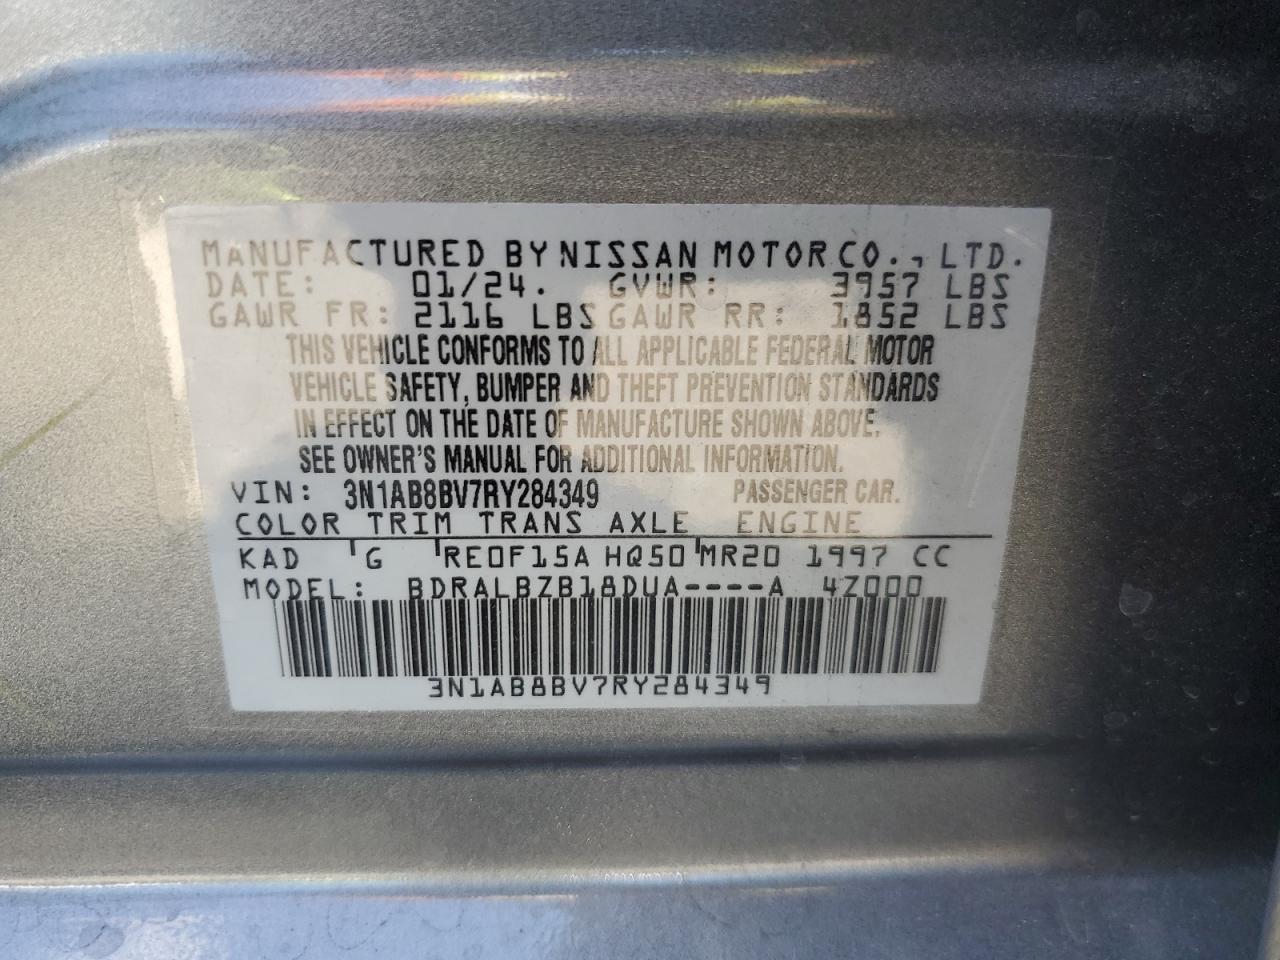 MANUFACTURED BY NISSAN MOTOR CO., LTD.
DATE: 01/24. GVWR: 3957 LBS
GAWR FR: 2116 LBS GAWR RR: 1852 LBS
THIS VEHICLE CONFORMS TO ALL APPLICABLE FEDERAL MOTOR
VEHICLE SAFETY, BUMPER AND THEFT PREVENTION STANDARDS
IN EFFECT ON THE DATE OF MANUFACTURE SHOWN ABOVE.
SEE OWNER'S MANUAL FOR ADDITIONAL INFORMATION.
VIN: 3N1AB8BV7RY284349 PASSENGER CAR.
COLOR TRIM TRANS AXLE ENGINE
KAD G RE0F15A HQ50 MR20 1997 CC
MODEL: BDRALBZB18DUA----A 4Z000
3N1AB8BV7RY284349